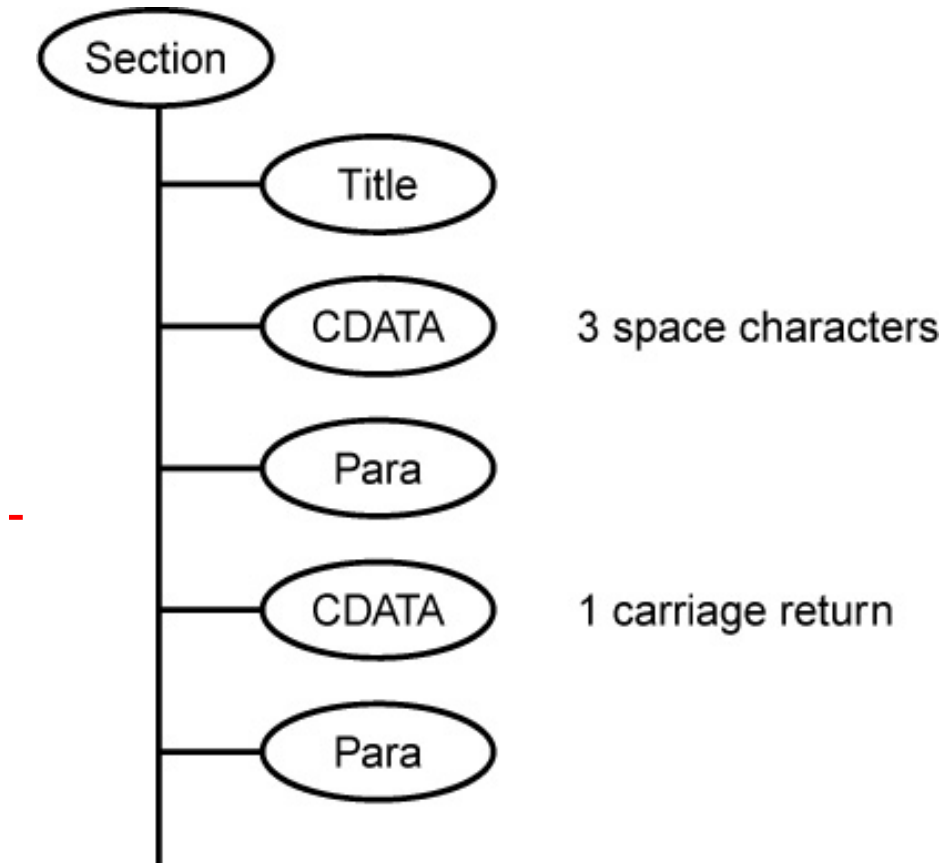 Section
Title
CDATA 3 space characters
Para
-
CDATA 1 carriage return
Para